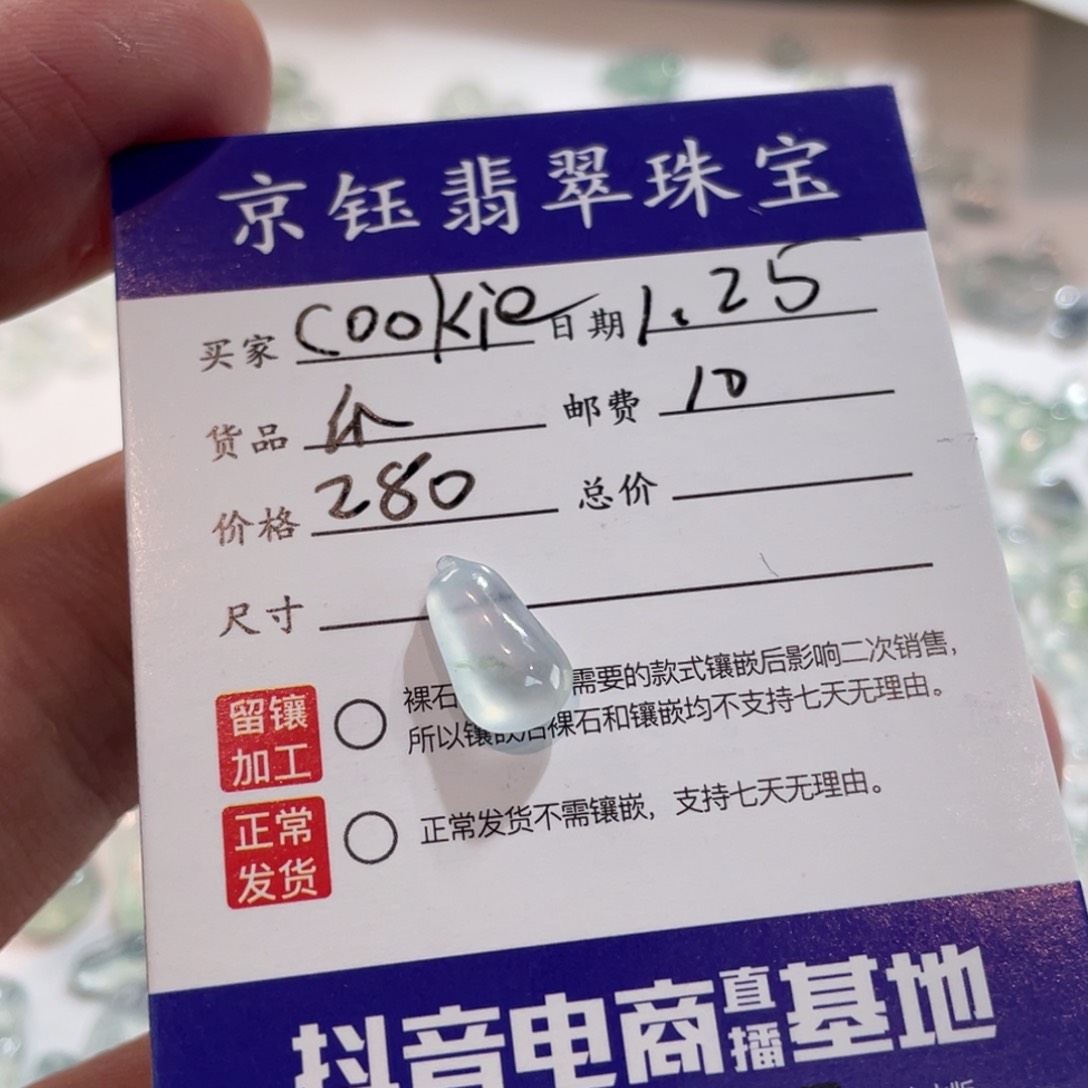 京钰翡翠珠宝
买家 cookie 日期 1.25
货品 邮费 10
价格 280 总价
尺寸
留镶加工 裸石 需要的款式镶嵌后影响二次销售，
所以镶嵌后裸石和镶嵌均不支持七天无理由。
正常发货 正常发货不需镶嵌，支持七天无理由。
抖音电商直播基地